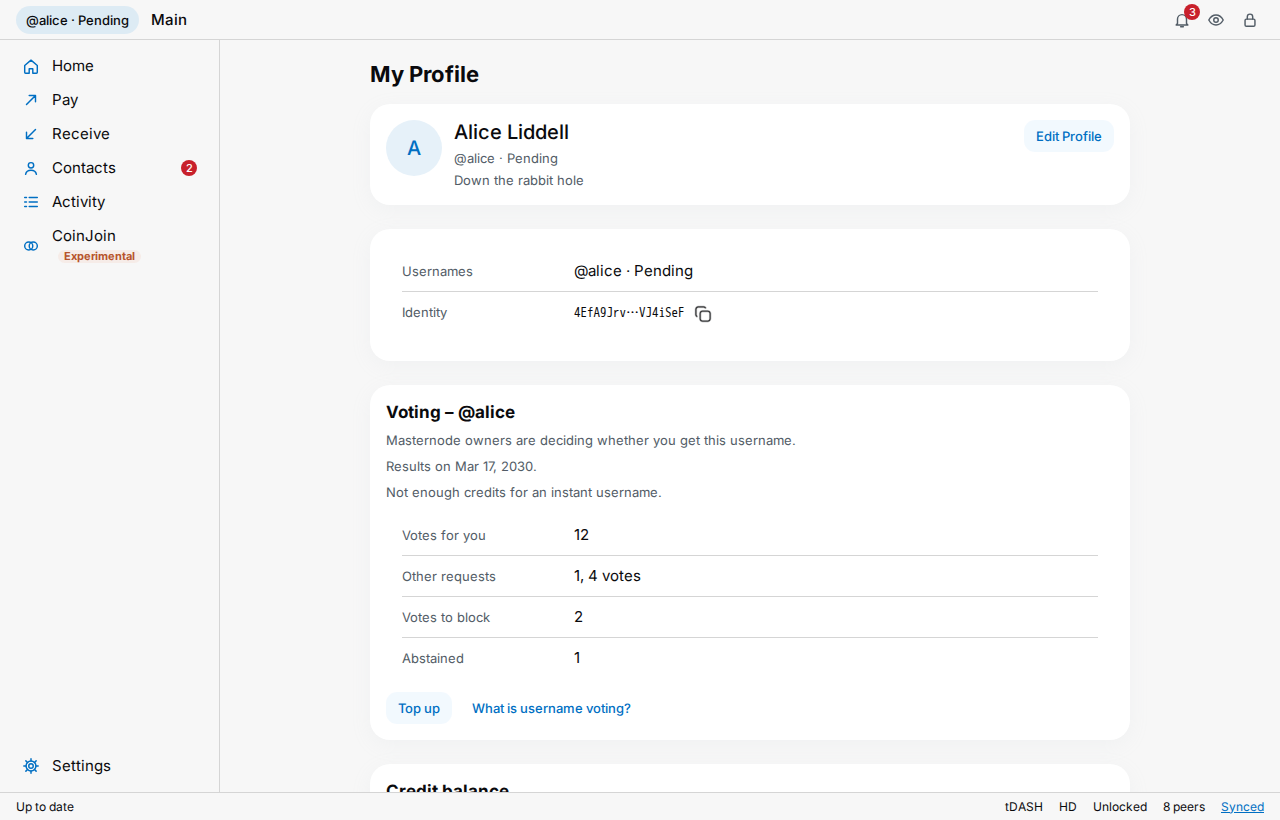 @alice · Pending Main 3
Home
Pay
Receive
Contacts 2
Activity
CoinJoin
Experimental
Settings
My Profile
A
Alice Liddell
@alice · Pending
Down the rabbit hole
Edit Profile
Usernames @alice · Pending
Identity 4EfA9Jrv···VJ4iSeF
Voting – @alice
Masternode owners are deciding whether you get this username.
Results on Mar 17, 2030.
Not enough credits for an instant username.
Votes for you 12
Other requests 1, 4 votes
Votes to block 2
Abstained 1
Top up What is username voting?
Credit balance
Up to date tDASH HD Unlocked 8 peers Synced